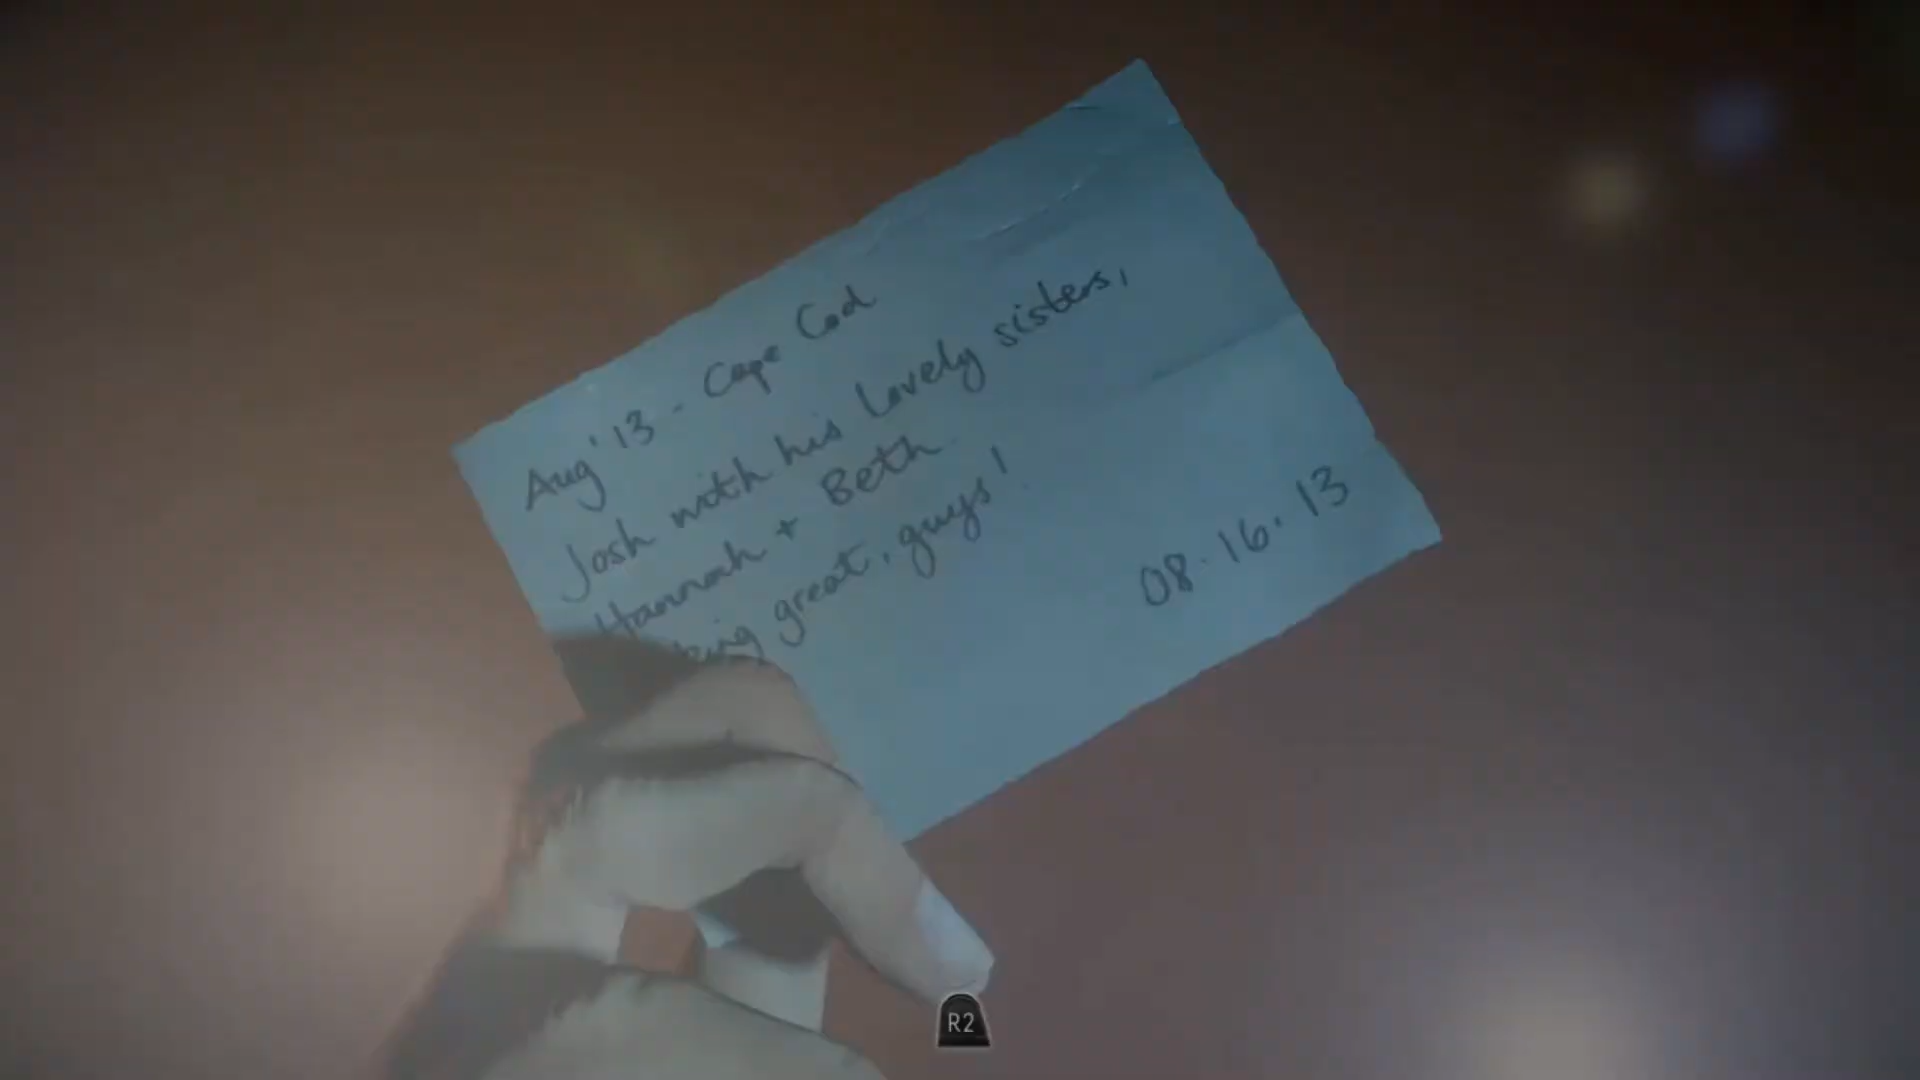 Aug '13 - Cape Cod
Josh with his lovely sisters,
Hannah + Beth
great, guys!
08.16.13
R2